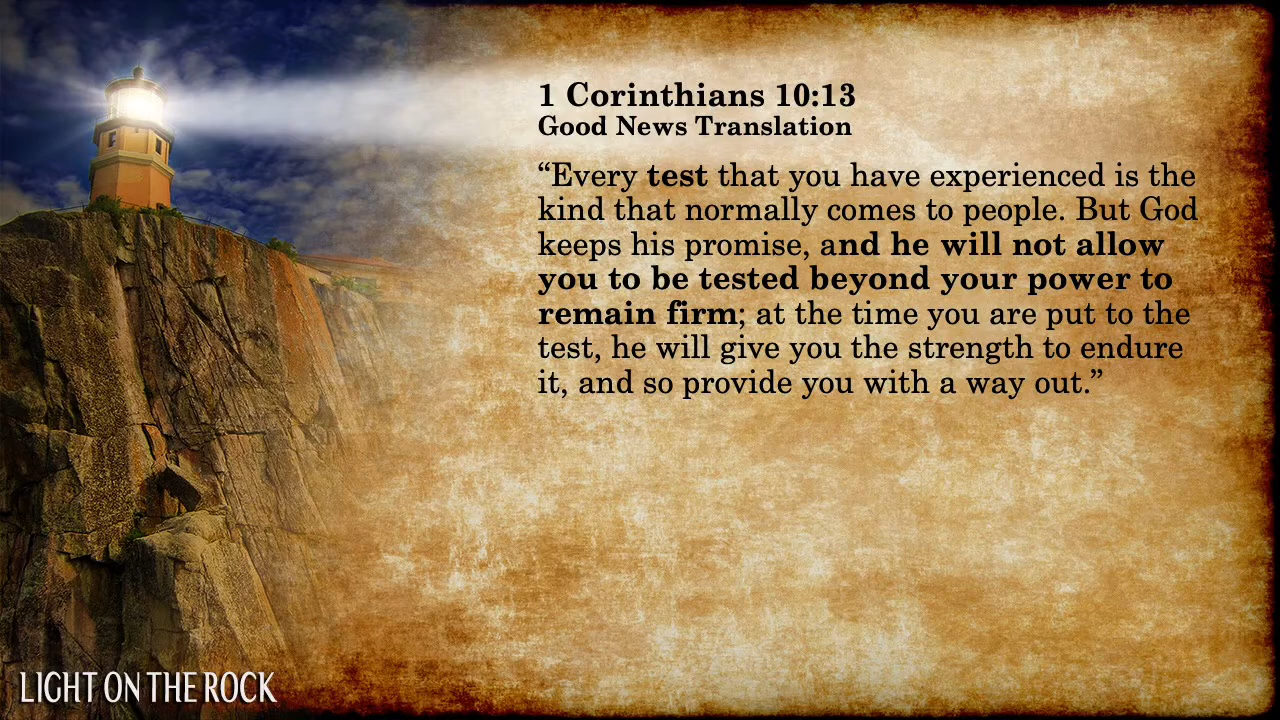 1 Corinthians 10:13
Good News Translation
“Every test that you have experienced is the
kind that normally comes to people. But God
keeps his promise, and he will not allow
you to be tested beyond your power to
remain firm; at the time you are put to the
test, he will give you the strength to endure
it, and so provide you with a way out.”
LIGHT ON THE ROCK